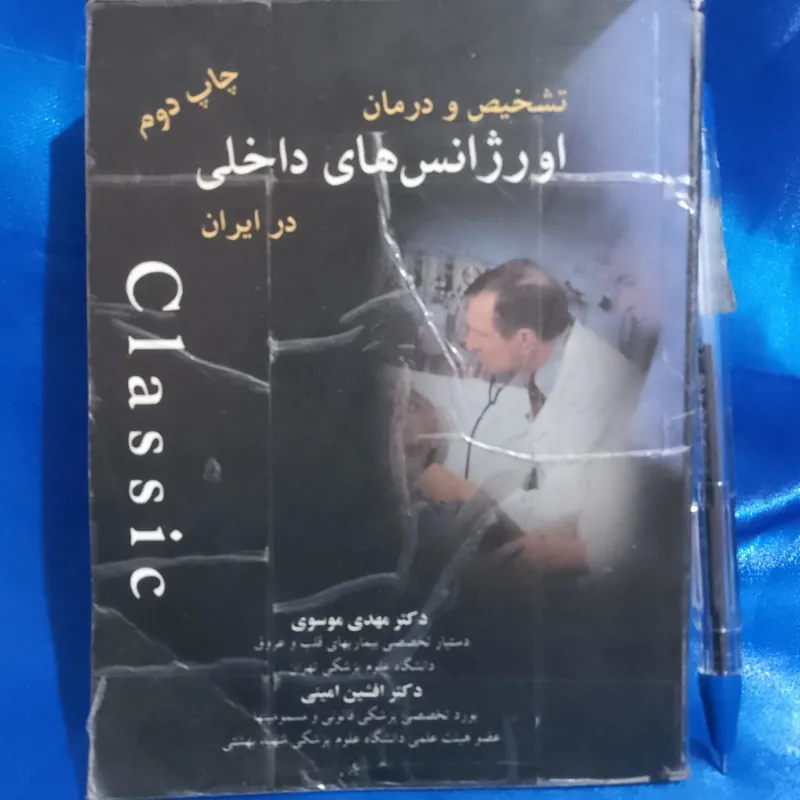 چاپ دوم
تشخیص و درمان
اورژانس‌های داخلی
در ایران
Classic
دکتر مهدی موسوی
دستیار تخصصی بیماریهای قلب و عروق
دانشگاه علوم پزشکی تهران
دکتر افشین امینی
بورد تخصصی پزشکی قانونی و مسمومیتها
عضو هیئت علمی دانشگاه علوم پزشکی شهید بهشتی